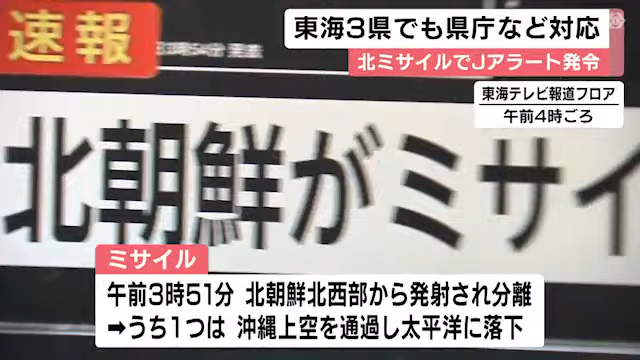 速報
東海3県でも県庁など対応
北ミサイルでJアラート発令
東海テレビ報道フロア
午前4時ごろ
北朝鮮がミサイ
ミサイル
午前3時51分 北朝鮮北西部から発射され分離
➡うち1つは 沖縄上空を通過し太平洋に落下